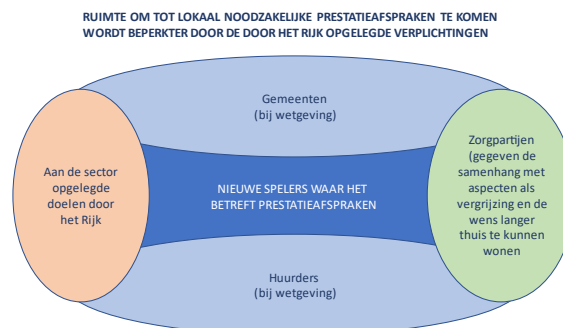 RUIMTE OM TOT LOKAAL NOODZAKELIJKE PRESTATIEAFSPRAKEN TE KOMEN
WORDT BEPERKTER DOOR DE DOOR HET RIJK OPGELEGDE VERPLICHTINGEN
Gemeenten
(bij wetgeving)
Aan de sector
opgelegde
doelen door
het Rijk
NIEUWE SPELERS WAAR HET
BETREFT PRESTATIEAFSPRAKEN
Zorgpartijen
(gegeven de
samenhang met
aspecten als
vergrijzing en de
wens langer
thuis te kunnen
wonen
Huurders
(bij wetgeving)